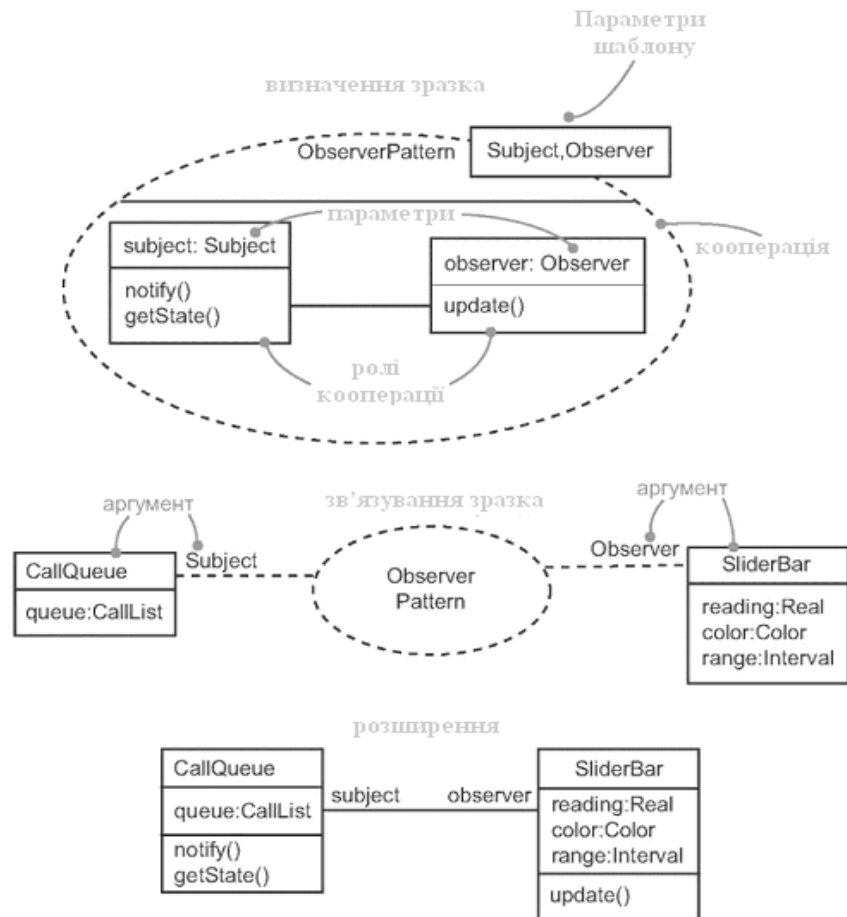 Параметри
шаблону
визначення зразка
ObserverPattern
Subject,Observer
параметри
кооперація
subject: Subject
notify()
getState()
observer: Observer
update()
ролі
кооперації
аргумент
зв’язування зразка
аргумент
CallQueue
queue:CallList
Subject
Observer
Pattern
Observer
SliderBar
reading:Real
color:Color
range:Interval
розширення
CallQueue
queue:CallList
notify()
getState()
subject
observer
SliderBar
reading:Real
color:Color
range:Interval
update()